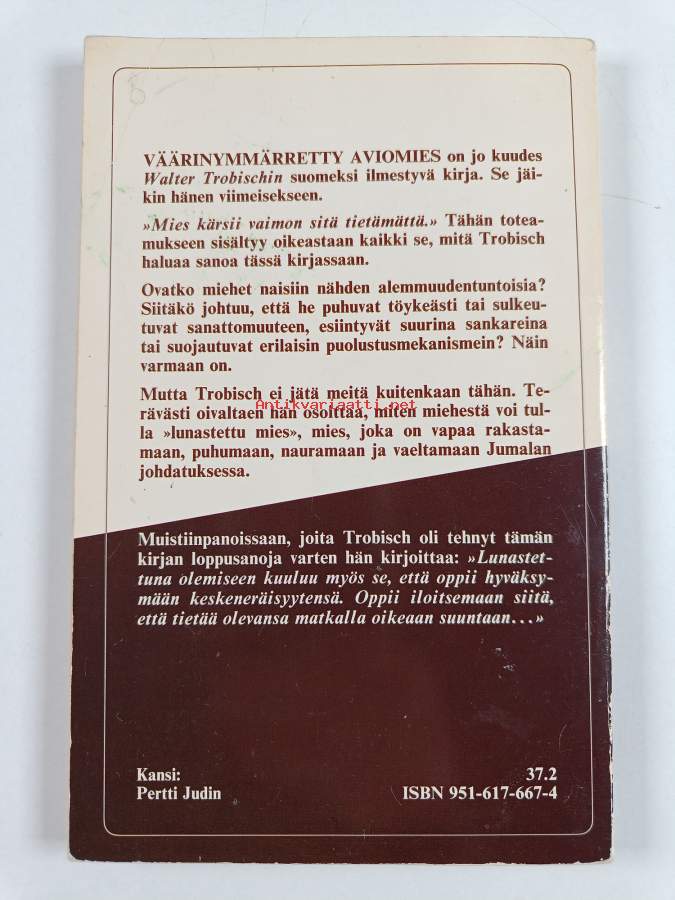 VÄÄRINYMMÄRRETTY AVIOMIES on jo kuudes
Walter Trobischin suomeksi ilmestyvä kirja. Se jäi-
kin hänen viimeisekseen.
»Mies kärsii vaimon sitä tietämättä.» Tähän totea-
mukseen sisältyy oikeastaan kaikki se, mitä Trobisch
haluaa sanoa tässä kirjassaan.
Ovatko miehet naisiin nähden alemmuudentuntoisia?
Siitäkö johtuu, että he puhuvat töykeästi tai sulkeu-
tuvat sanattomuuteen, esiintyvät suurina sankareina
tai suojautuvat erilaisin puolustusmekanismein? Näin
varmaan on.
Mutta Trobisch ei jätä meitä kuitenkaan tähän. Te-
rävästi oivaltaen hän osoittaa, miten miehestä voi tul-
Antikvariaatti.net
la »lunastettu mies», mies, joka on vapaa rakasta-
maan, puhumaan, nauramaan ja vaeltamaan Jumalan
johdatuksessa.
Muistiinpanoissaan, joita Trobisch oli tehnyt tämän
kirjan loppusanoja varten hän kirjoittaa: »Lunastet-
tuna olemiseen kuuluu myös se, että oppii hyväksy-
mään keskeneräisyytensä. Oppii iloitsemaan siitä,
että tietää olevansa matkalla oikeaan suuntaan...»
Kansi:
Pertti Judin
37.2
ISBN 951-617-667-4